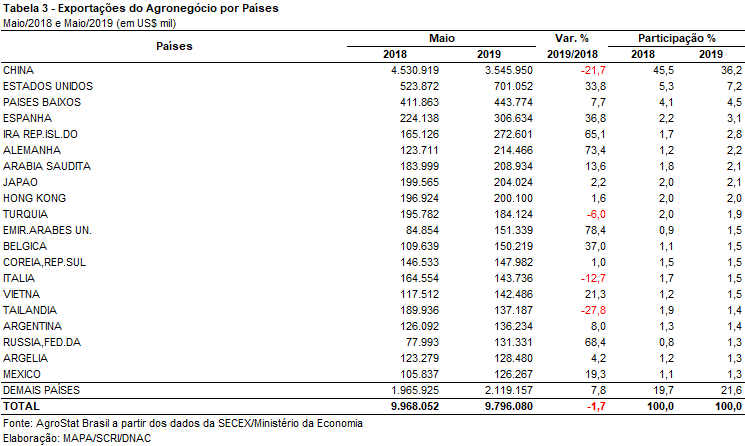 Tabela 3 - Exportações do Agronegócio por Países
Maio/2018 e Maio/2019 (em US$ mil)
Países Maio Var. % Participação %
2018 2019 2019/2018 2018 2019
CHINA 4.530.919 3.545.950 -21,7 45,5 36,2
ESTADOS UNIDOS 523.872 701.052 33,8 5,3 7,2
PAISES BAIXOS 411.863 443.774 7,7 4,1 4,5
ESPANHA 224.138 306.634 36,8 2,2 3,1
IRA REP.ISL.DO 165.126 272.601 65,1 1,7 2,8
ALEMANHA 123.711 214.466 73,4 1,2 2,2
ARABIA SAUDITA 183.999 208.934 13,6 1,8 2,1
JAPAO 199.565 204.024 2,2 2,0 2,1
HONG KONG 196.924 200.100 1,6 2,0 2,0
TURQUIA 195.782 184.124 -6,0 2,0 1,9
EMIR.ARABES UN. 84.854 151.339 78,4 0,9 1,5
BELGICA 109.639 150.219 37,0 1,1 1,5
COREIA,REP.SUL 146.533 147.982 1,0 1,5 1,5
ITALIA 164.554 143.736 -12,7 1,7 1,5
VIETNA 117.512 142.486 21,3 1,2 1,5
TAILANDIA 189.936 137.187 -27,8 1,9 1,4
ARGENTINA 126.092 136.234 8,0 1,3 1,4
RUSSIA,FED.DA 77.993 131.331 68,4 0,8 1,3
ARGELIA 123.279 128.480 4,2 1,2 1,3
MEXICO 105.837 126.267 19,3 1,1 1,3
DEMAIS PAÍSES 1.965.925 2.119.157 7,8 19,7 21,6
TOTAL 9.968.052 9.796.080 -1,7 100,0 100,0
Fonte: AgroStat Brasil a partir dos dados da SECEX/Ministério da Economia
Elaboração: MAPA/SCRI/DNAC